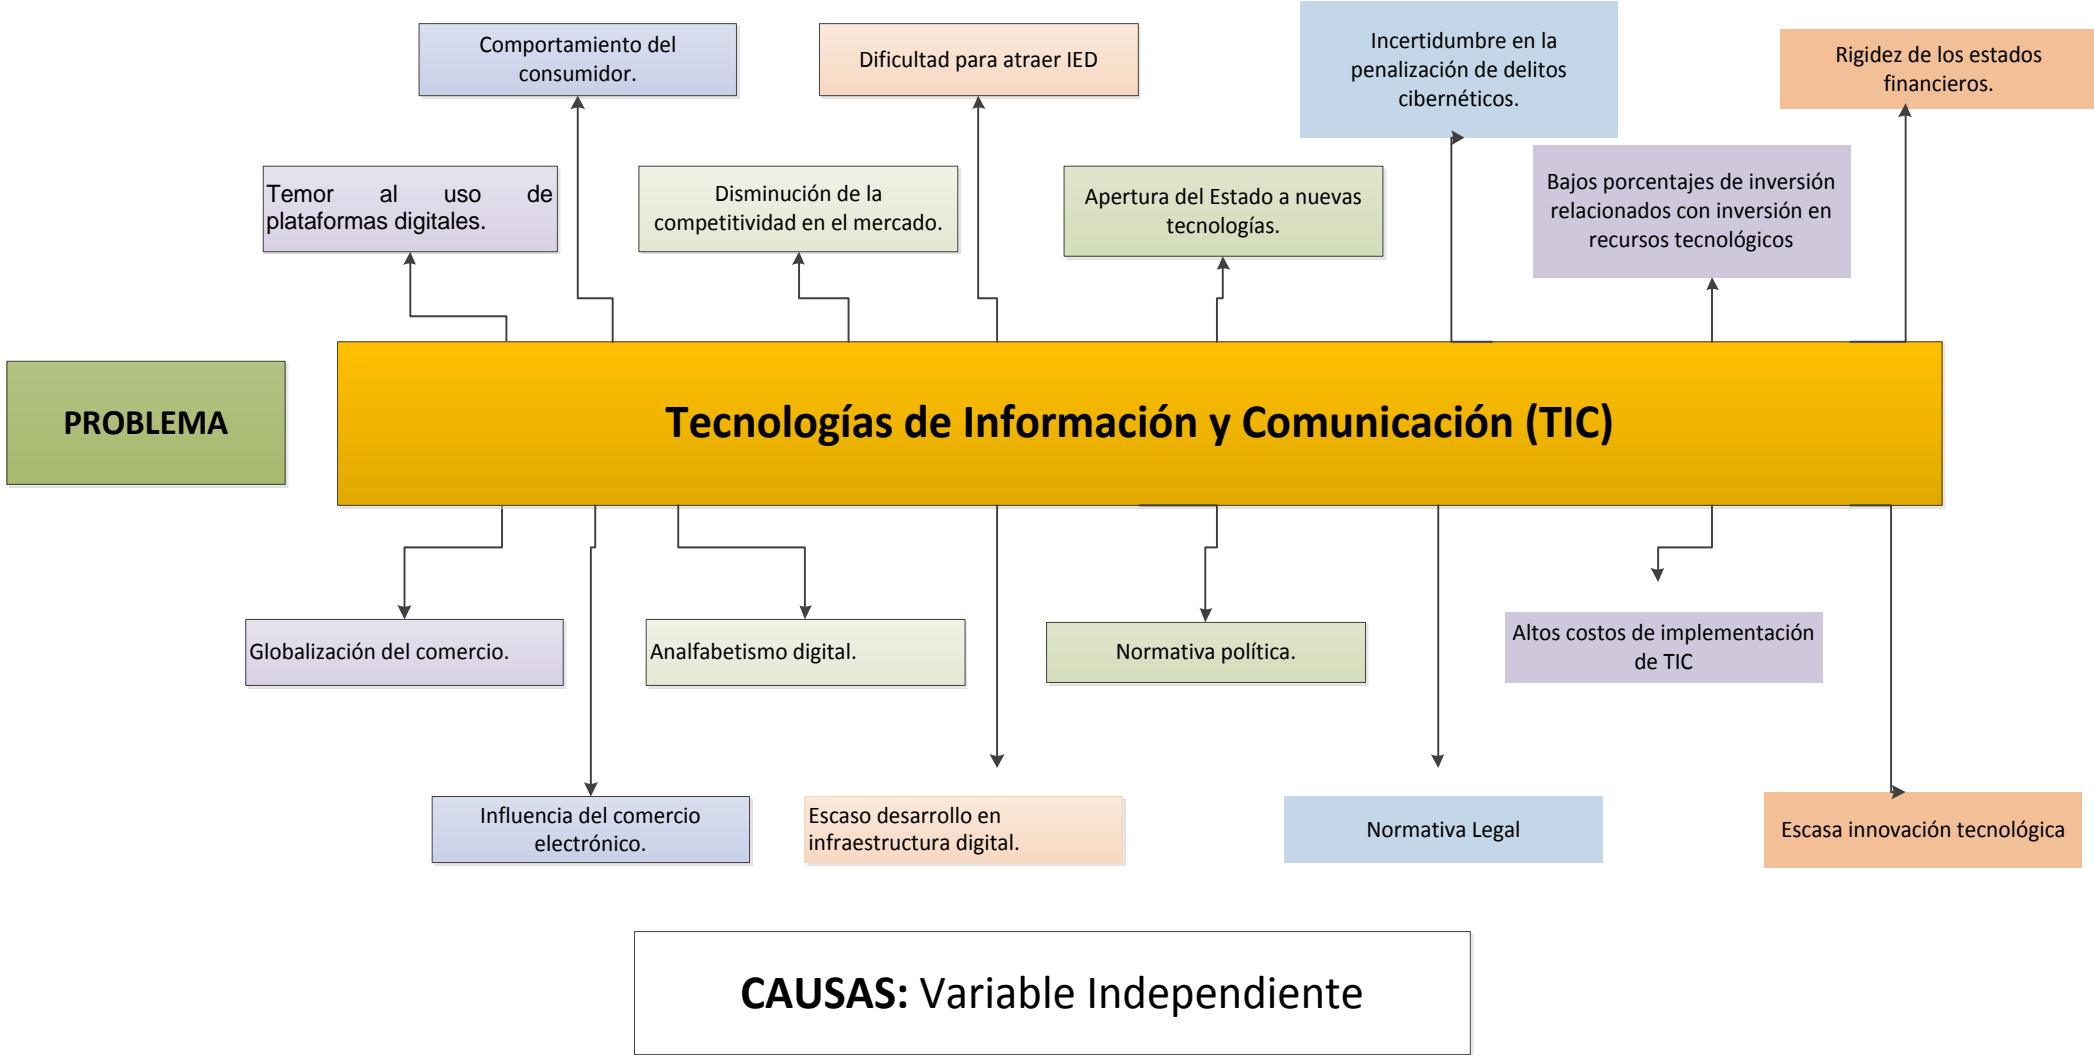 Comportamiento del
consumidor.
Dificultad para atraer IED
Incertidumbre en la
penalización de delitos
cibernéticos.
Rigidez de los estados
financieros.
Temor al uso de
plataformas digitales.
Disminución de la
competitividad en el mercado.
Apertura del Estado a nuevas
tecnologías.
Bajos porcentajes de inversión
relacionados con inversión en
recursos tecnológicos
PROBLEMA
Tecnologías de Información y Comunicación (TIC)
Globalización del comercio.
Analfabetismo digital.
Normativa política.
Altos costos de implementación
de TIC
Influencia del comercio
electrónico.
Escaso desarrollo en
infraestructura digital.
Normativa Legal
Escasa innovación tecnológica
CAUSAS: Variable Independiente